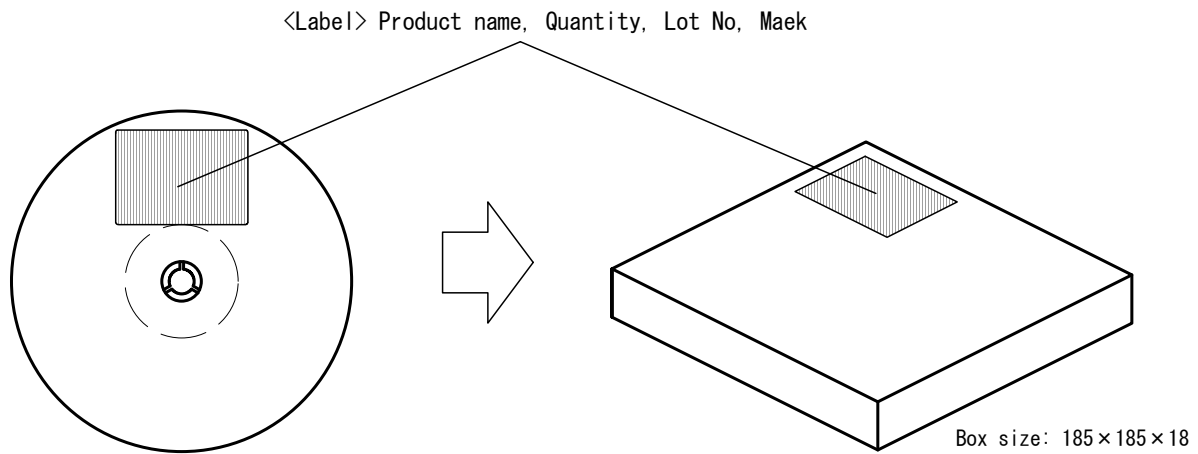 <Label> Product name, Quantity, Lot No, Maek
Box size: 185×185×18